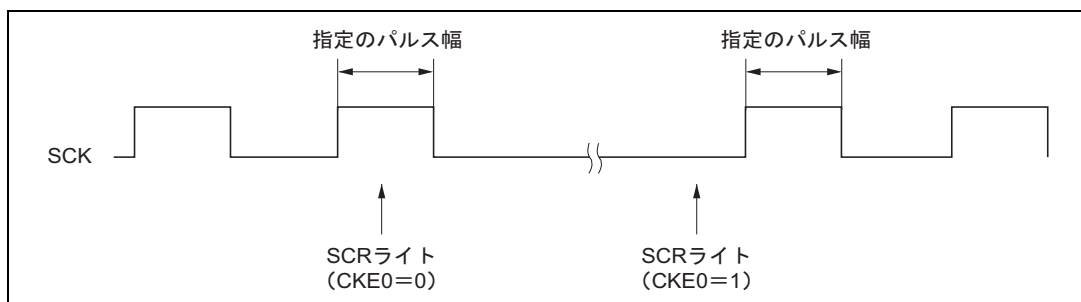 指定のパルス幅
指定のパルス幅
SCK
SCRライト
（CKE0＝0）
SCRライト
（CKE0＝1）